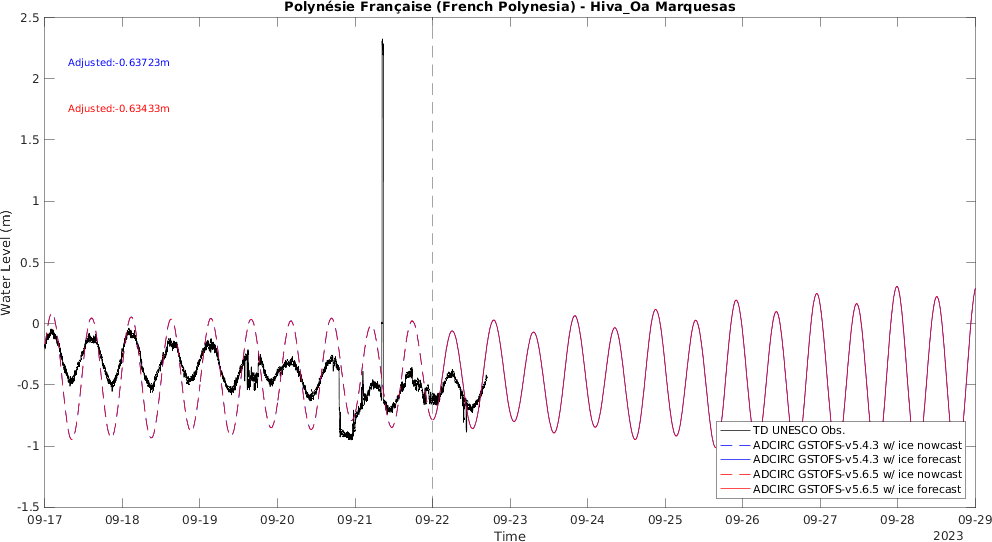 Polynésie Française (French Polynesia) - Hiva_Oa Marquesas
Adjusted:-0.63723m
Adjusted:-0.63433m
Water Level (m)
2.5
2
1.5
1
0.5
0
-0.5
-1
-1.5
TD UNESCO Obs.
ADCIRC GSTOFS-v5.4.3 w/ ice nowcast
ADCIRC GSTOFS-v5.4.3 w/ ice forecast
ADCIRC GSTOFS-v5.6.5 w/ ice nowcast
ADCIRC GSTOFS-v5.6.5 w/ ice forecast
09-17 09-18 09-19 09-20 09-21 09-22 09-23 09-24 09-25 09-26 09-27 09-28 09-29
Time
2023